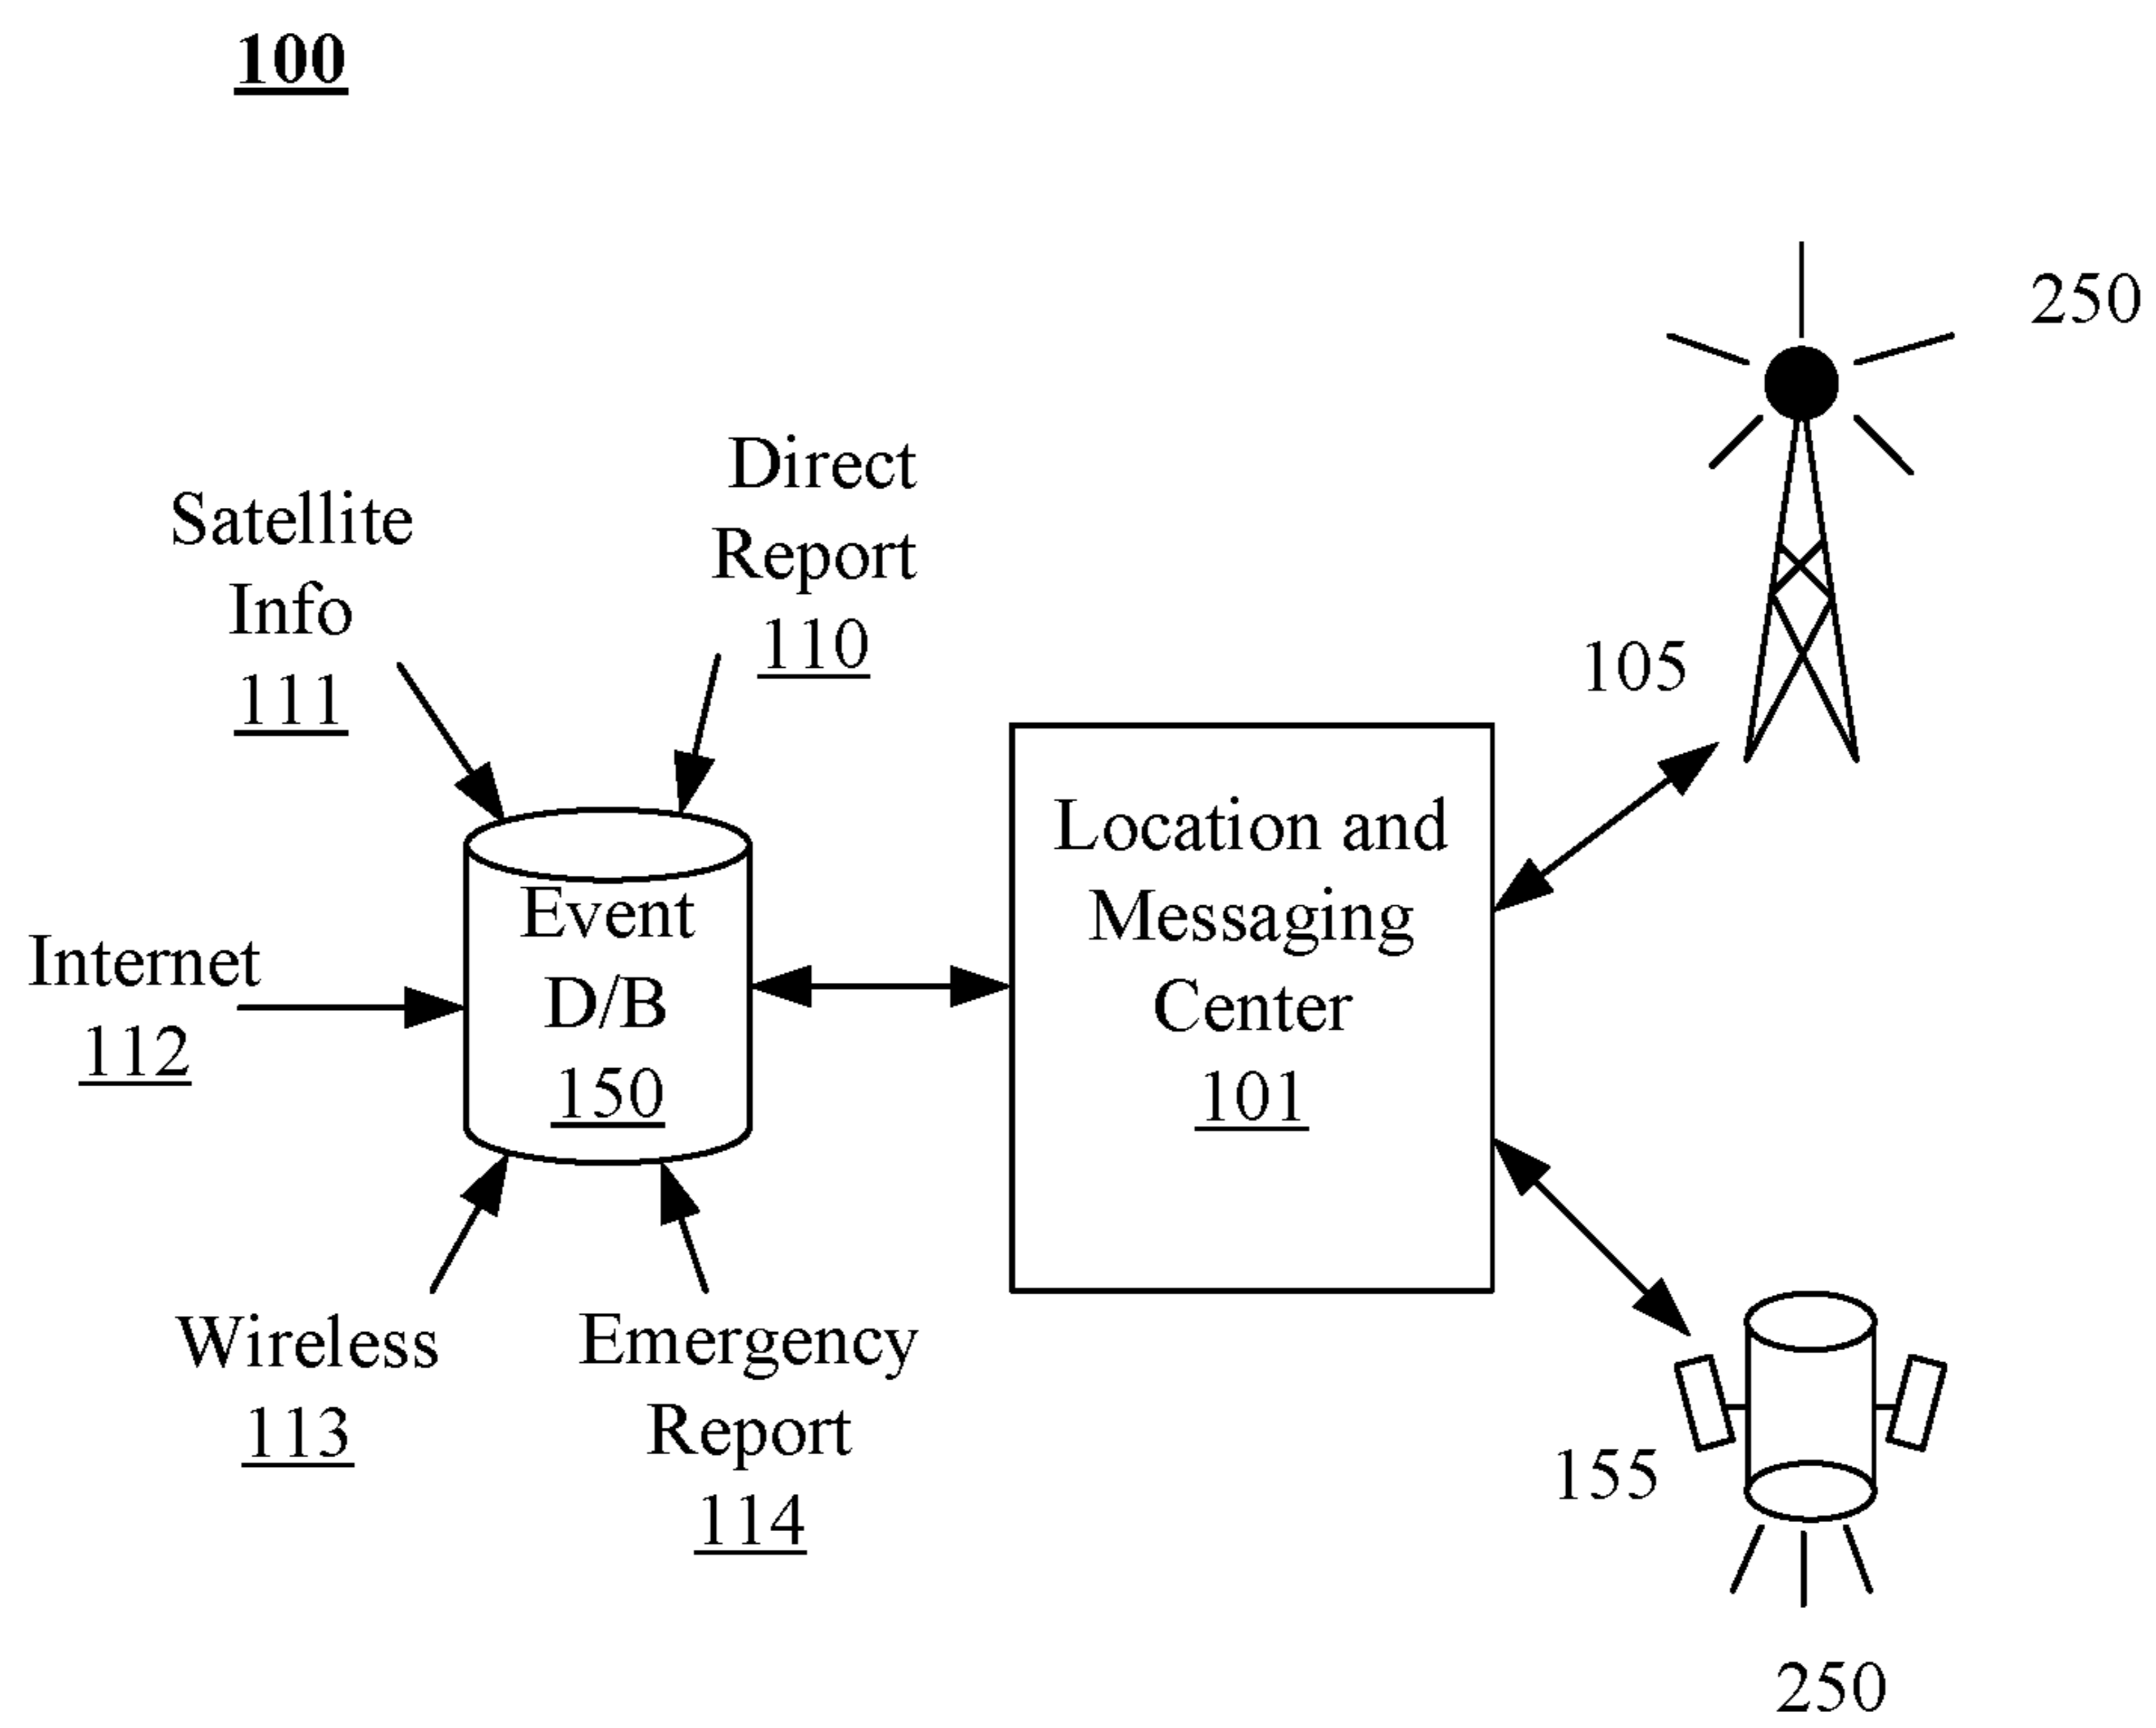 100
250
Direct
Report
110
Satellite
Info
111
105
Location and
Messaging
Center
101
Event
D/B
150
Internet
112
Wireless
113
Emergency
Report
114
155
250